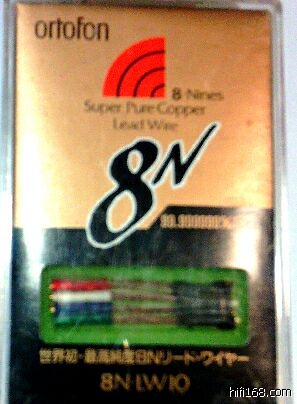 ortofon
8 Nines
Super Pure Copper
Lead Wire
8N
世界初・最高純度8Nリード・ワイヤー
8N·LW10
hifi168.com